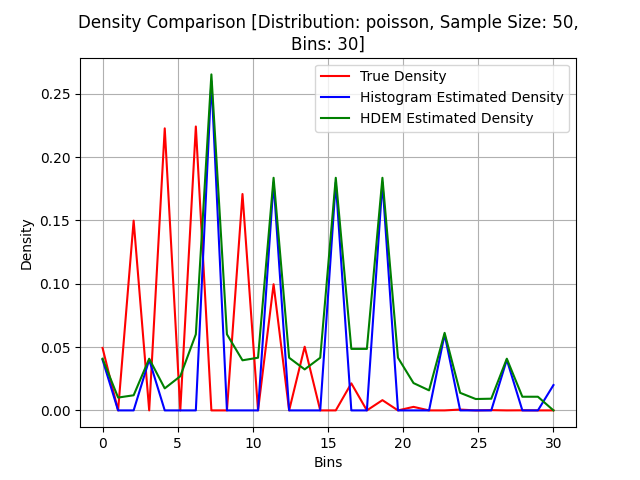 Density Comparison [Distribution: poisson, Sample Size: 50,
Bins: 30]
True Density
Histogram Estimated Density
HDEM Estimated Density
Density
0.25
0.20
0.15
0.10
0.05
0.00
0 5 10 15 20 25 30
Bins